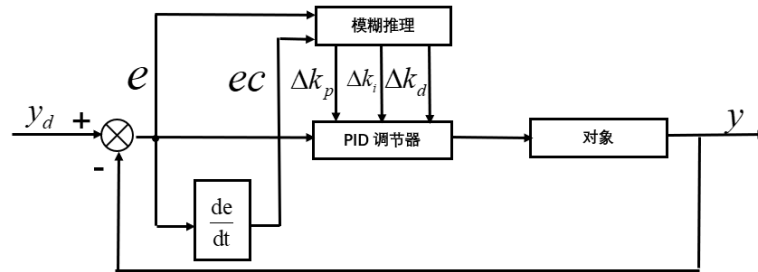 模糊推理
e
ec
Δk_p
Δk_i
Δk_d
y_d
+
-
PID 调节器
对象
y
de
dt